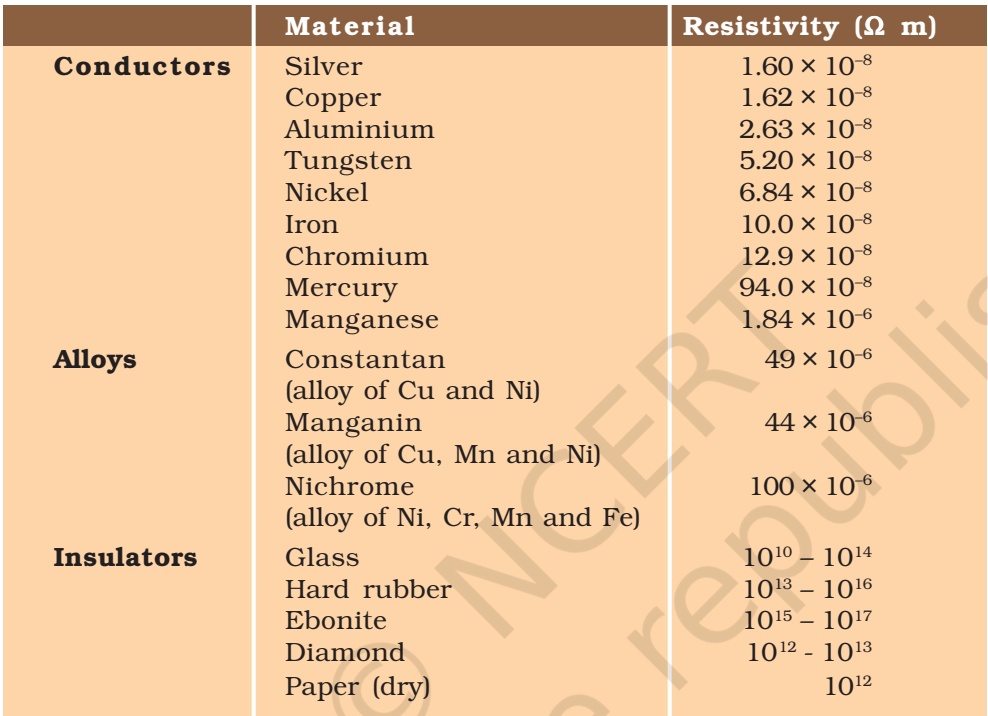 Material Resistivity (Ω m)
Conductors Silver 1.60 × 10⁻⁸
Copper 1.62 × 10⁻⁸
Aluminium 2.63 × 10⁻⁸
Tungsten 5.20 × 10⁻⁸
Nickel 6.84 × 10⁻⁸
Iron 10.0 × 10⁻⁸
Chromium 12.9 × 10⁻⁸
Mercury 94.0 × 10⁻⁸
Manganese 1.84 × 10⁻⁶
Alloys Constantan 49 × 10⁻⁶
(alloy of Cu and Ni)
Manganin 44 × 10⁻⁶
(alloy of Cu, Mn and Ni)
Nichrome 100 × 10⁻⁶
(alloy of Ni, Cr, Mn and Fe)
Insulators Glass 10¹⁰ – 10¹⁴
Hard rubber 10¹³ – 10¹⁶
Ebonite 10¹⁵ – 10¹⁷
Diamond 10¹² - 10¹³
Paper (dry) 10¹²
© NCERT
republis